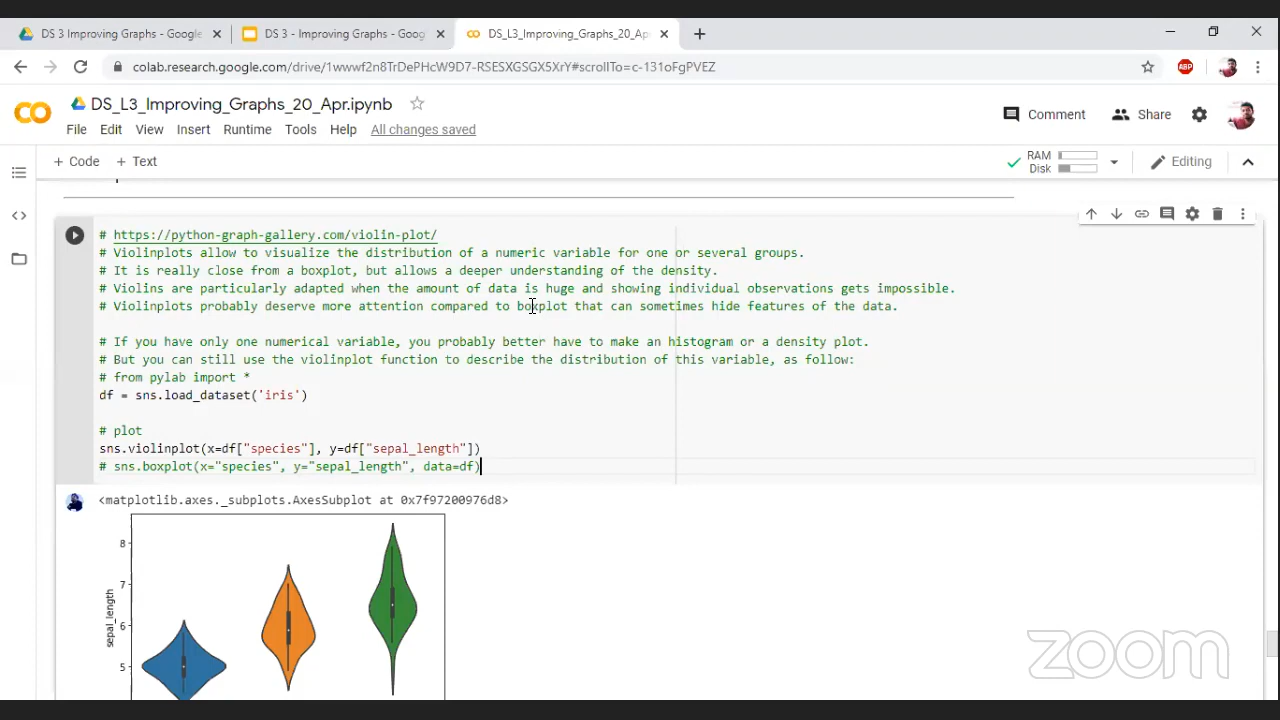 DS 3 Improving Graphs - Google
DS 3 - Improving Graphs - Goog
DS_L3_Improving_Graphs_20_Ap
colab.research.google.com/drive/1wwwf2n8TrDePHcW9D7-RSESXGSGX5XrY#scrollTo=c-131oFgPVEZ
ABP
CO
DS_L3_Improving_Graphs_20_Apr.ipynb
Comment
Share
File Edit View Insert Runtime Tools Help All changes saved
+ Code + Text
RAM
Disk
Editing
# https://python-graph-gallery.com/violin-plot/
# Violinplots allow to visualize the distribution of a numeric variable for one or several groups.
# It is really close from a boxplot, but allows a deeper understanding of the density.
# Violins are particularly adapted when the amount of data is huge and showing individual observations gets impossible.
# Violinplots probably deserve more attention compared to boxplot that can sometimes hide features of the data.
# If you have only one numerical variable, you probably better have to make an histogram or a density plot.
# But you can still use the violinplot function to describe the distribution of this variable, as follow:
# from pylab import *
df = sns.load_dataset('iris')
# plot
sns.violinplot(x=df["species"], y=df["sepal_length"])
# sns.boxplot(x="species", y="sepal_length", data=df)
<matplotlib.axes._subplots.AxesSubplot at 0x7f97200976d8>
8
7
6
5
sepal_length
zoom